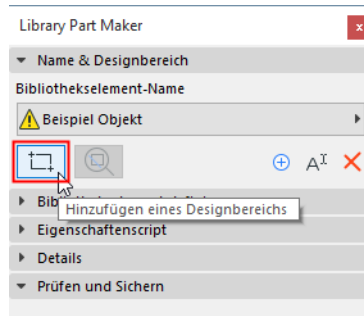 Library Part Maker
x
Name & Designbereich
Bibliothekselement-Name
Beispiel Objekt
Hinzufügen eines Designbereichs
Eigenschaftenscript
Details
Prüfen und Sichern